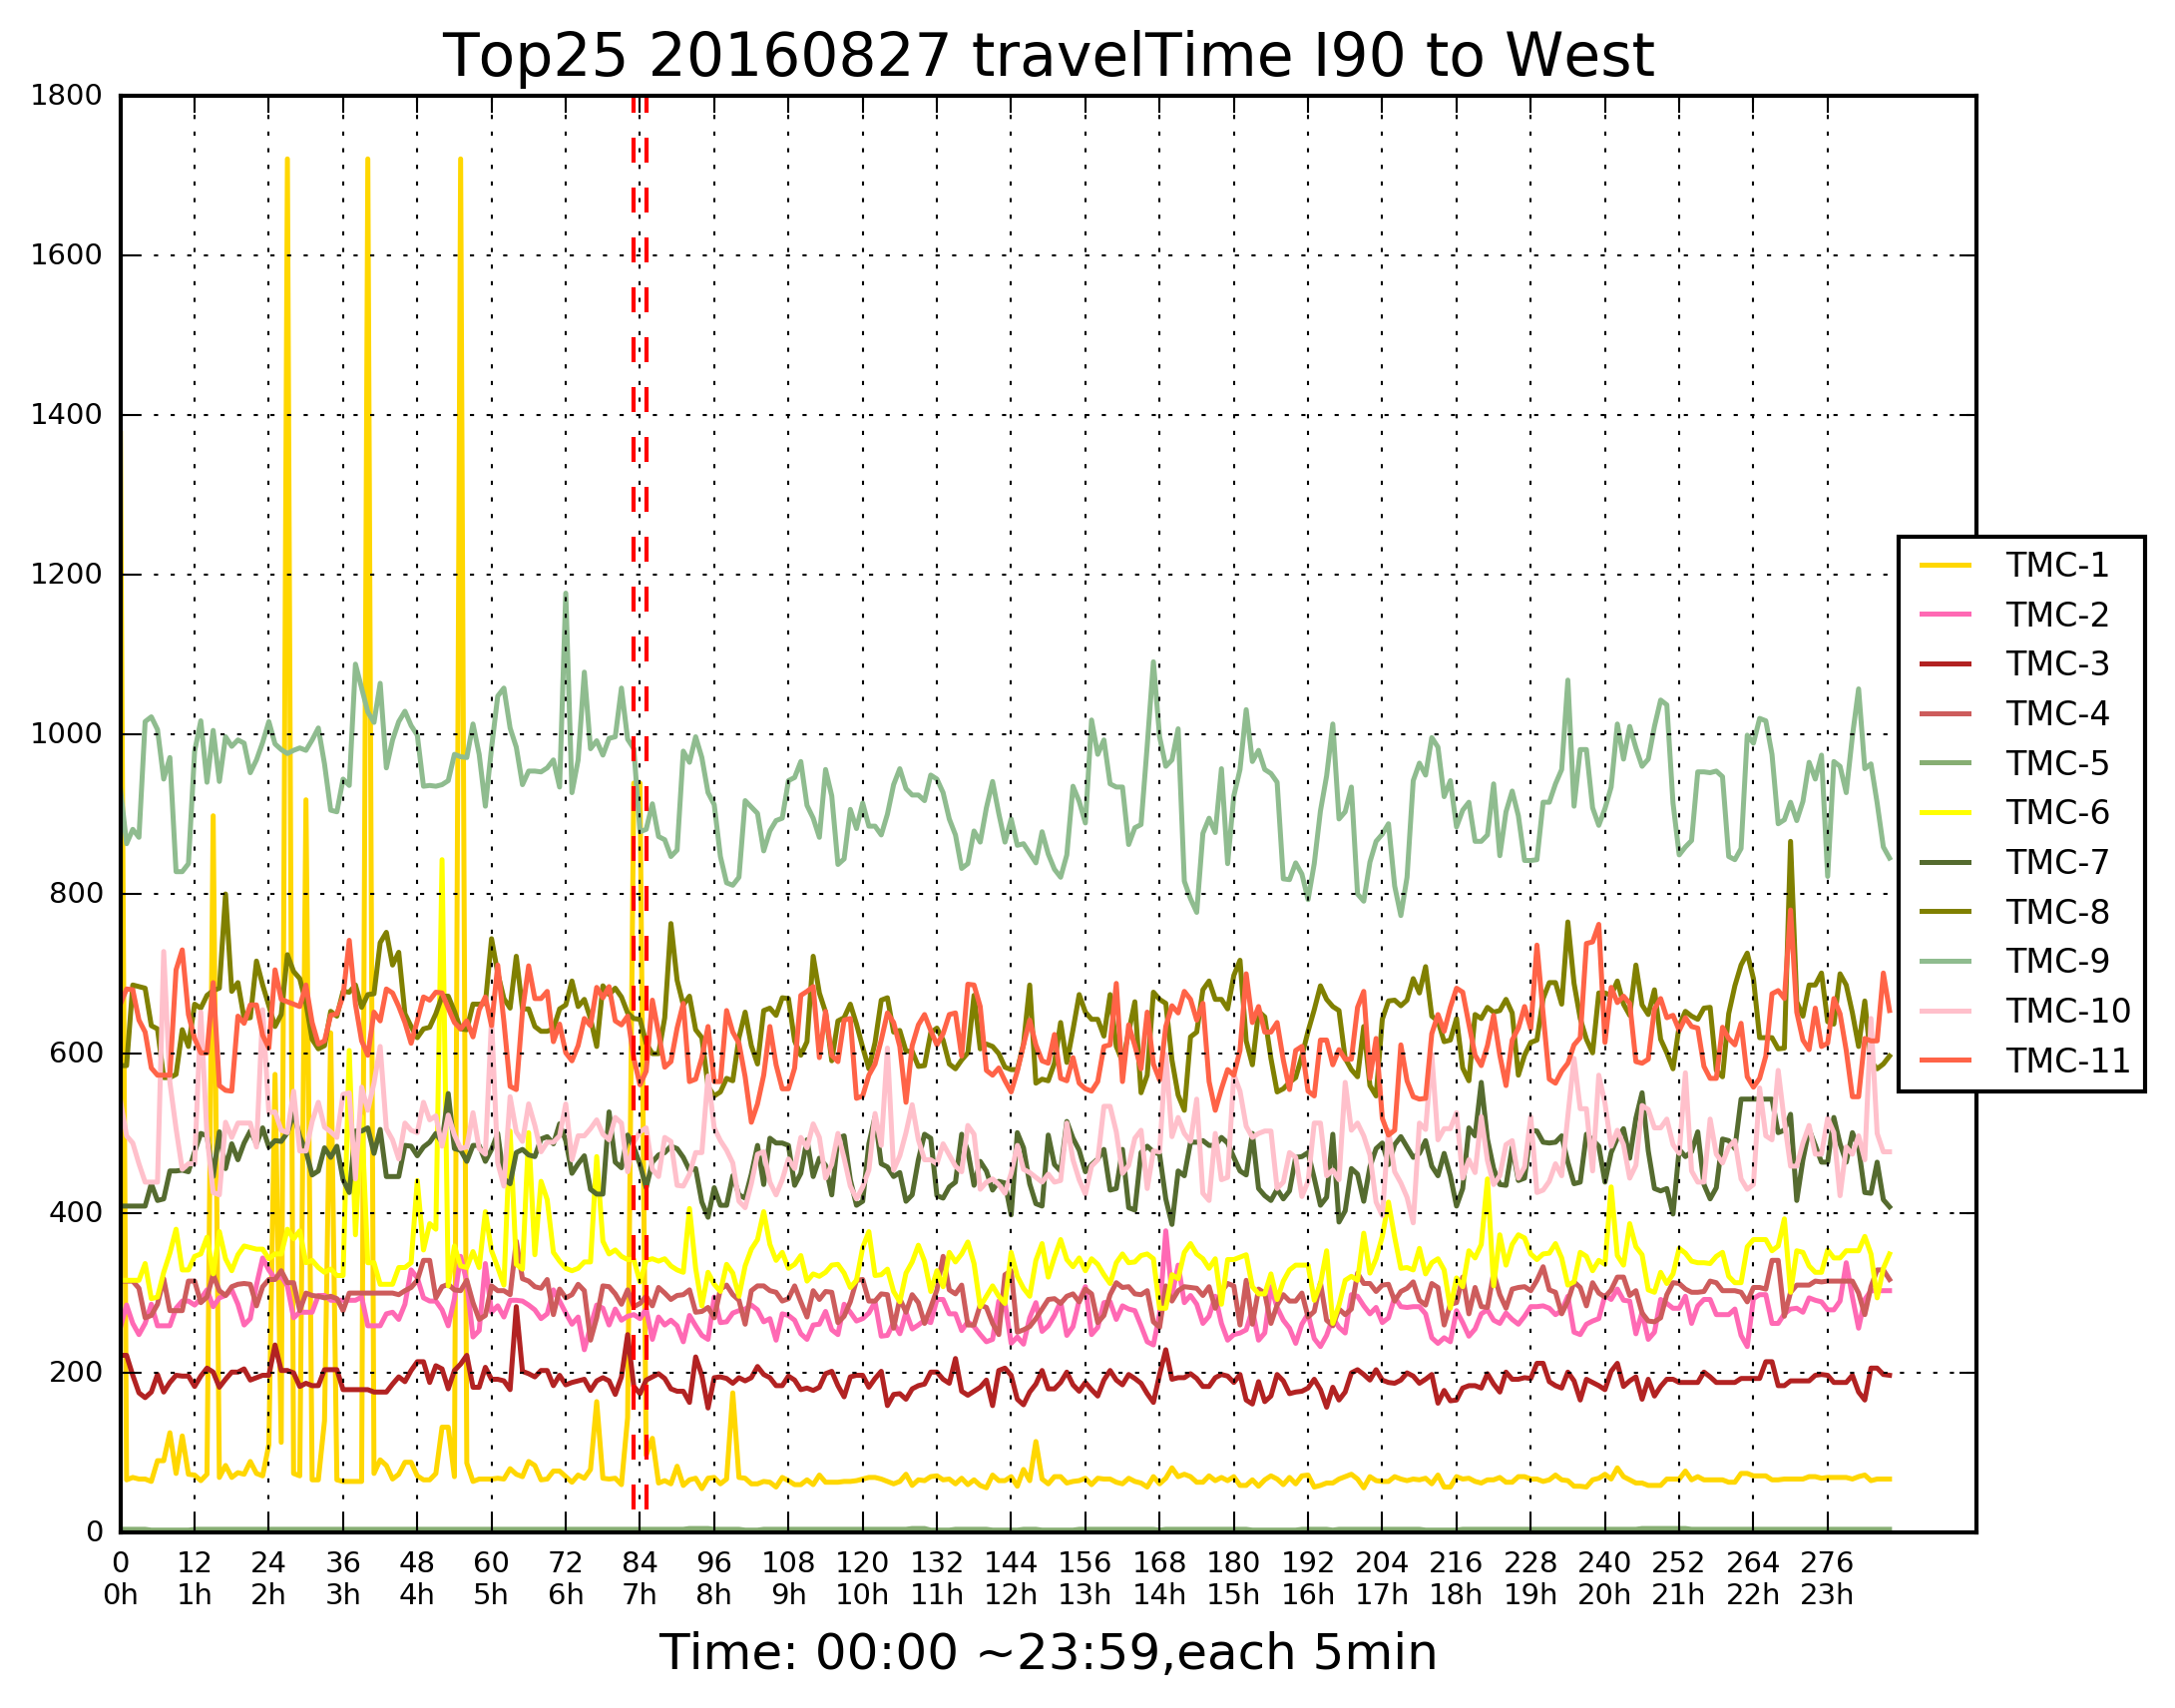 Top25 20160827 travelTime I90 to West
1800
1600
1400
1200
1000
800
600
400
200
0
TMC-1
TMC-2
TMC-3
TMC-4
TMC-5
TMC-6
TMC-7
TMC-8
TMC-9
TMC-10
TMC-11
0 12 24 36 48 60 72 84 96 108 120 132 144 156 168 180 192 204 216 228 240 252 264 276
0h 1h 2h 3h 4h 5h 6h 7h 8h 9h 10h 11h 12h 13h 14h 15h 16h 17h 18h 19h 20h 21h 22h 23h
Time: 00:00 ~23:59,each 5min